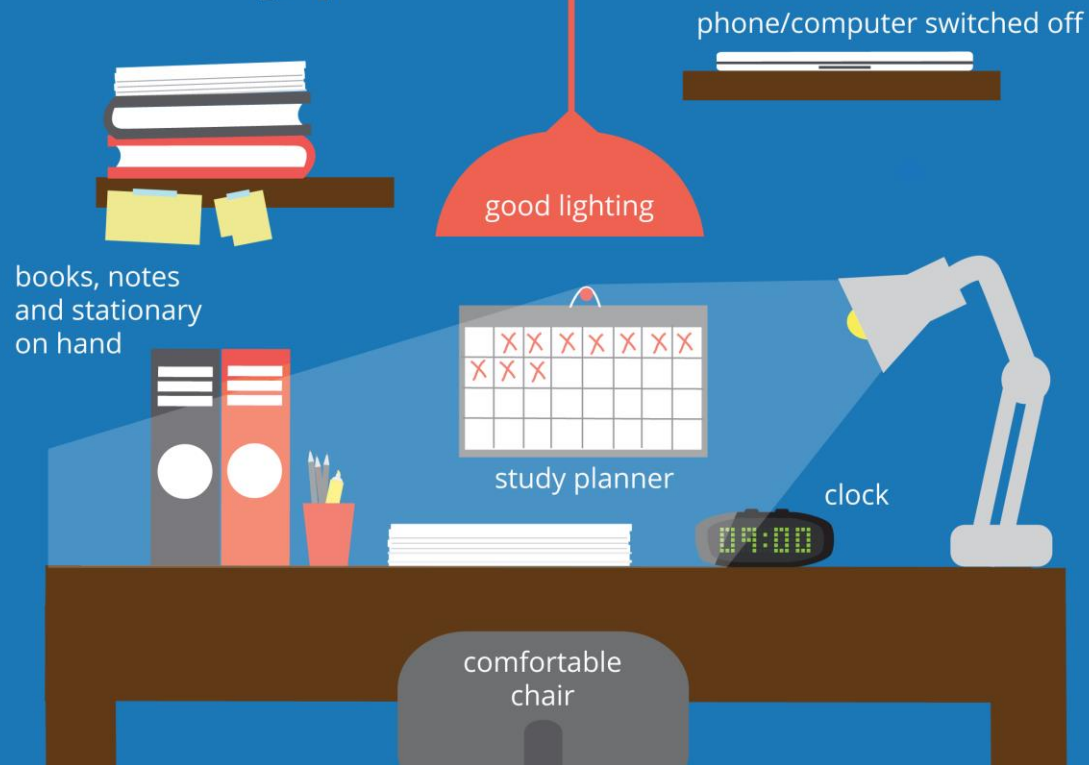 phone/computer switched off
good lighting
books, notes
and stationary
on hand
study planner
clock
09:00
comfortable
chair